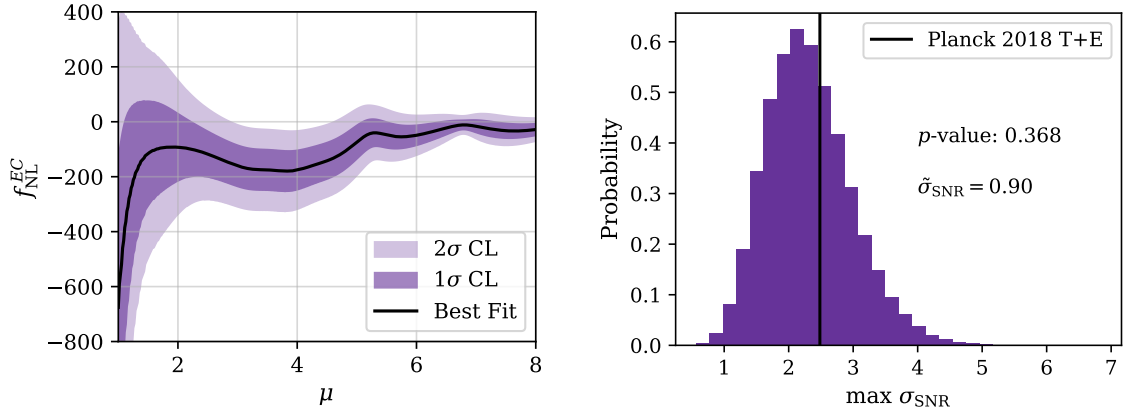 400
200
0
−200
−400
−600
−800
f_NL^EC
2σ CL
1σ CL
Best Fit
2 4 6 8
μ
0.6
0.5
0.4
0.3
0.2
0.1
0.0
Probability
Planck 2018 T+E
p-value: 0.368
σ̃_SNR = 0.90
1 2 3 4 5 6 7
max σ_SNR